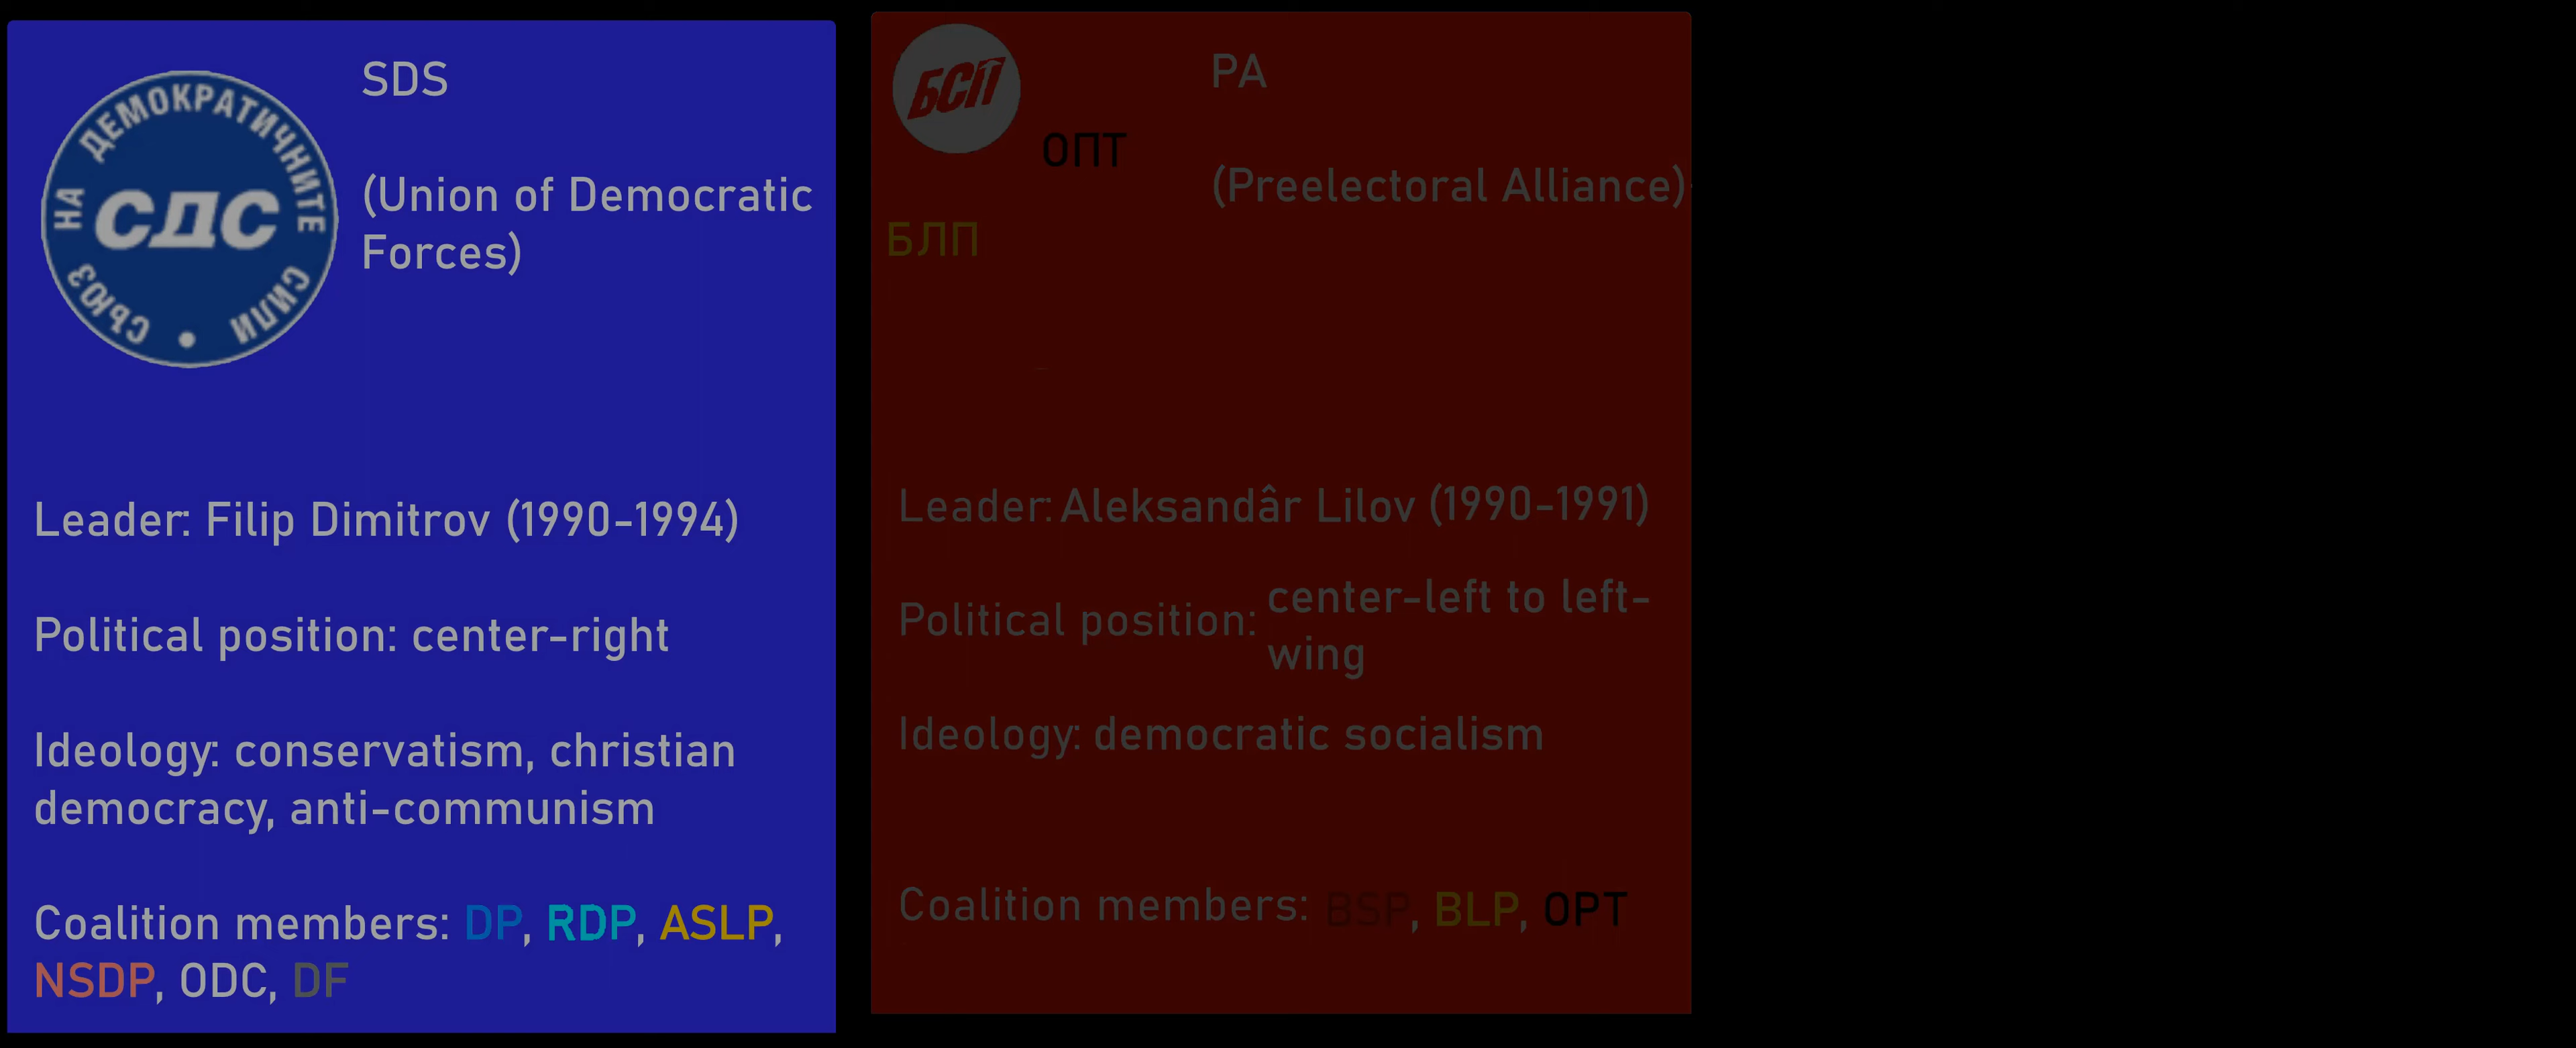 СЪЮЗ НА ДЕМОКРАТИЧНИТЕ СИЛИ
СДС
SDS
(Union of Democratic
Forces)
Leader: Filip Dimitrov (1990-1994)
Political position: center-right
Ideology: conservatism, christian
democracy, anti-communism
Coalition members: DP, RDP, ASLP,
NSDP, ODC, DF
БСП
ОПТ
БЛП
PA
(Preelectoral Alliance)
Leader: Aleksandâr Lilov (1990-1991)
Political position: center-left to left-
wing
Ideology: democratic socialism
Coalition members: BSP, BLP, OPT